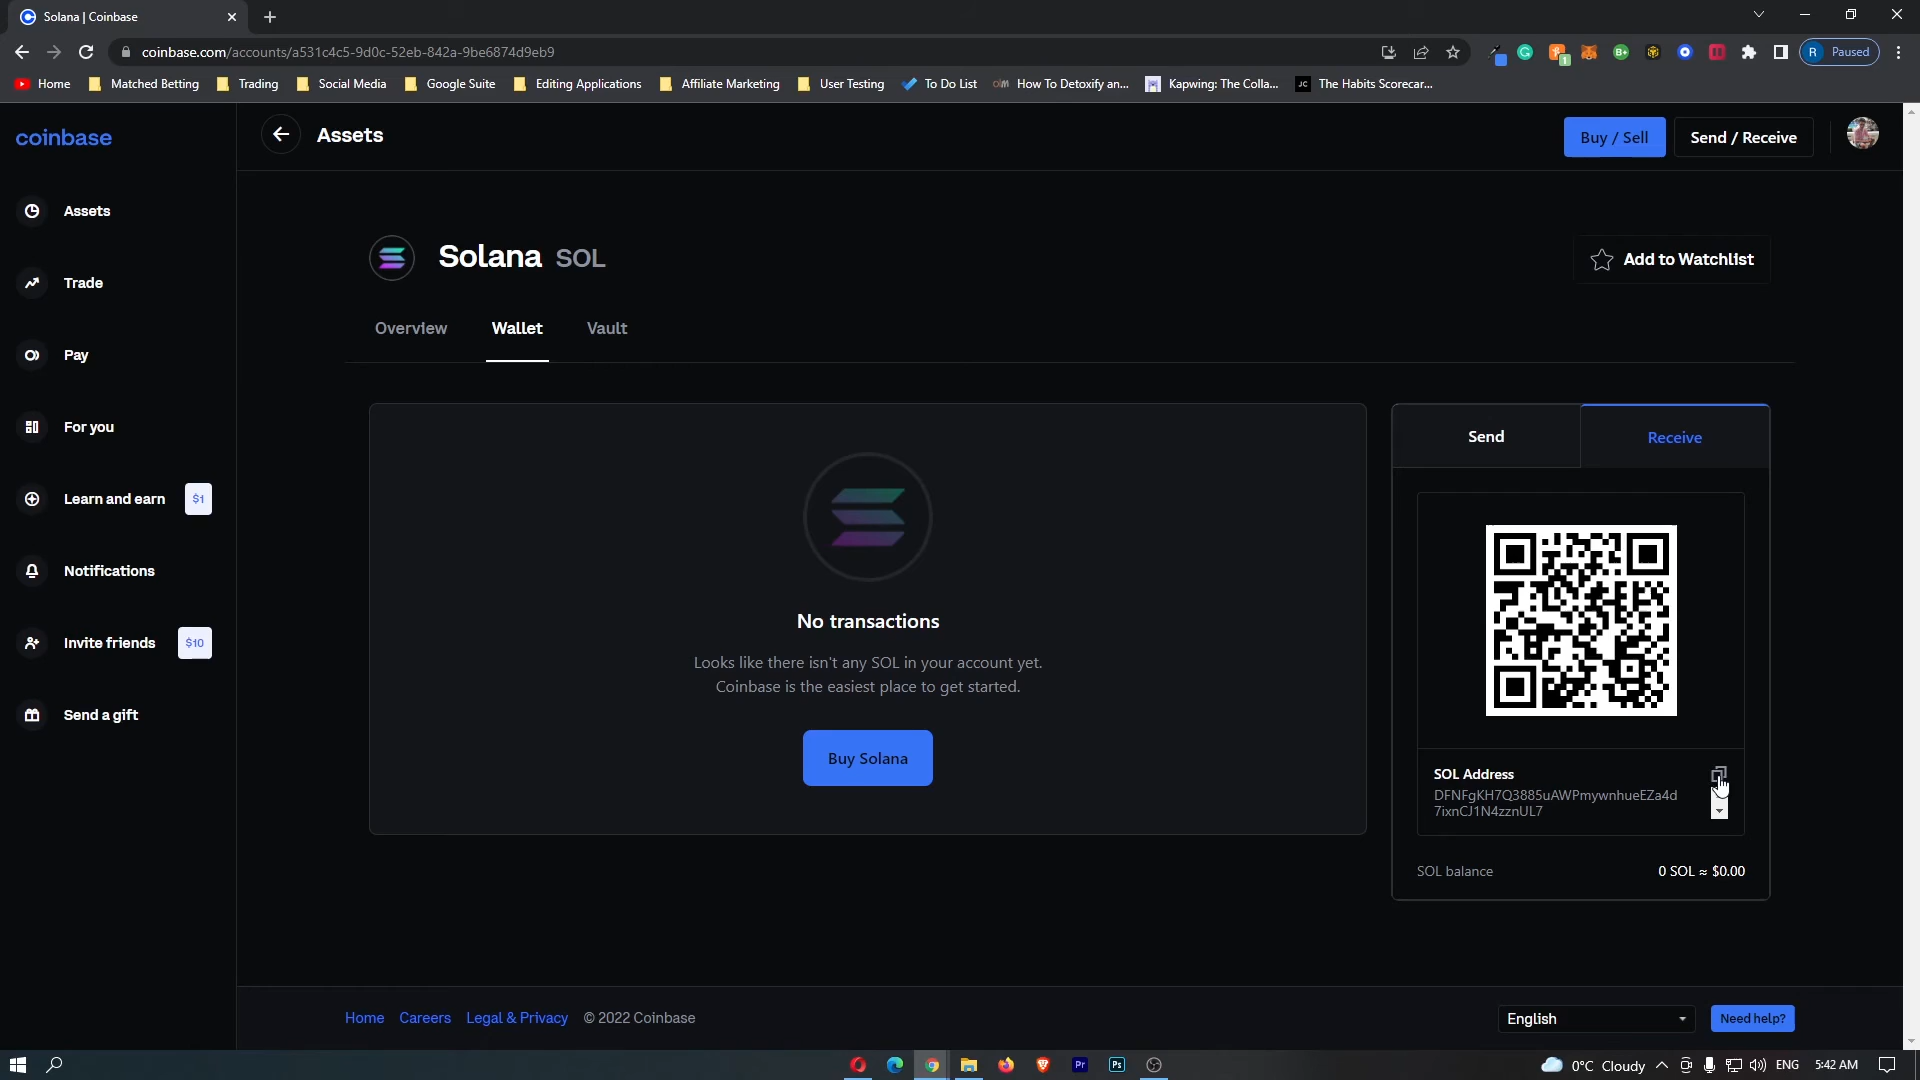 Solana | Coinbase
coinbase.com/accounts/a531c4c5-9d0c-52eb-842a-9be6874d9eb9
R Paused
Home Matched Betting Trading Social Media Google Suite Editing Applications Affiliate Marketing User Testing To Do List How To Detoxify an... Kapwing: The Colla... JC The Habits Scorecar...
coinbase
Assets
Buy / Sell
Send / Receive
Assets
Trade
Pay
For you
Learn and earn $1
Notifications
Invite friends $10
Send a gift
Solana SOL
Add to Watchlist
Overview Wallet Vault
No transactions
Looks like there isn't any SOL in your account yet.
Coinbase is the easiest place to get started.
Buy Solana
Send Receive
SOL Address
DFNFgKH7Q3885uAWPmywnhueEZa4d
7ixnCJ1N4zznUL7
SOL balance 0 SOL ≈ $0.00
Home Careers Legal & Privacy © 2022 Coinbase
English
Need help?
Pr Ps
0°C Cloudy ENG 5:42 AM